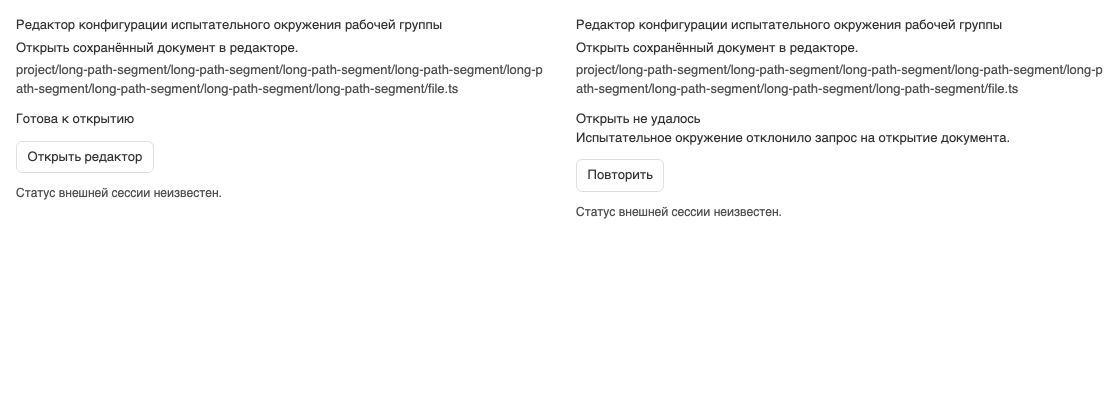 Редактор конфигурации испытательного окружения рабочей группы
Открыть сохранённый документ в редакторе.
project/long-path-segment/long-path-segment/long-path-segment/long-path-segment/long-p
ath-segment/long-path-segment/long-path-segment/long-path-segment/file.ts
Готова к открытию
Открыть редактор
Статус внешней сессии неизвестен.
Редактор конфигурации испытательного окружения рабочей группы
Открыть сохранённый документ в редакторе.
project/long-path-segment/long-path-segment/long-path-segment/long-path-segment/long-p
ath-segment/long-path-segment/long-path-segment/long-path-segment/file.ts
Открыть не удалось
Испытательное окружение отклонило запрос на открытие документа.
Повторить
Статус внешней сессии неизвестен.